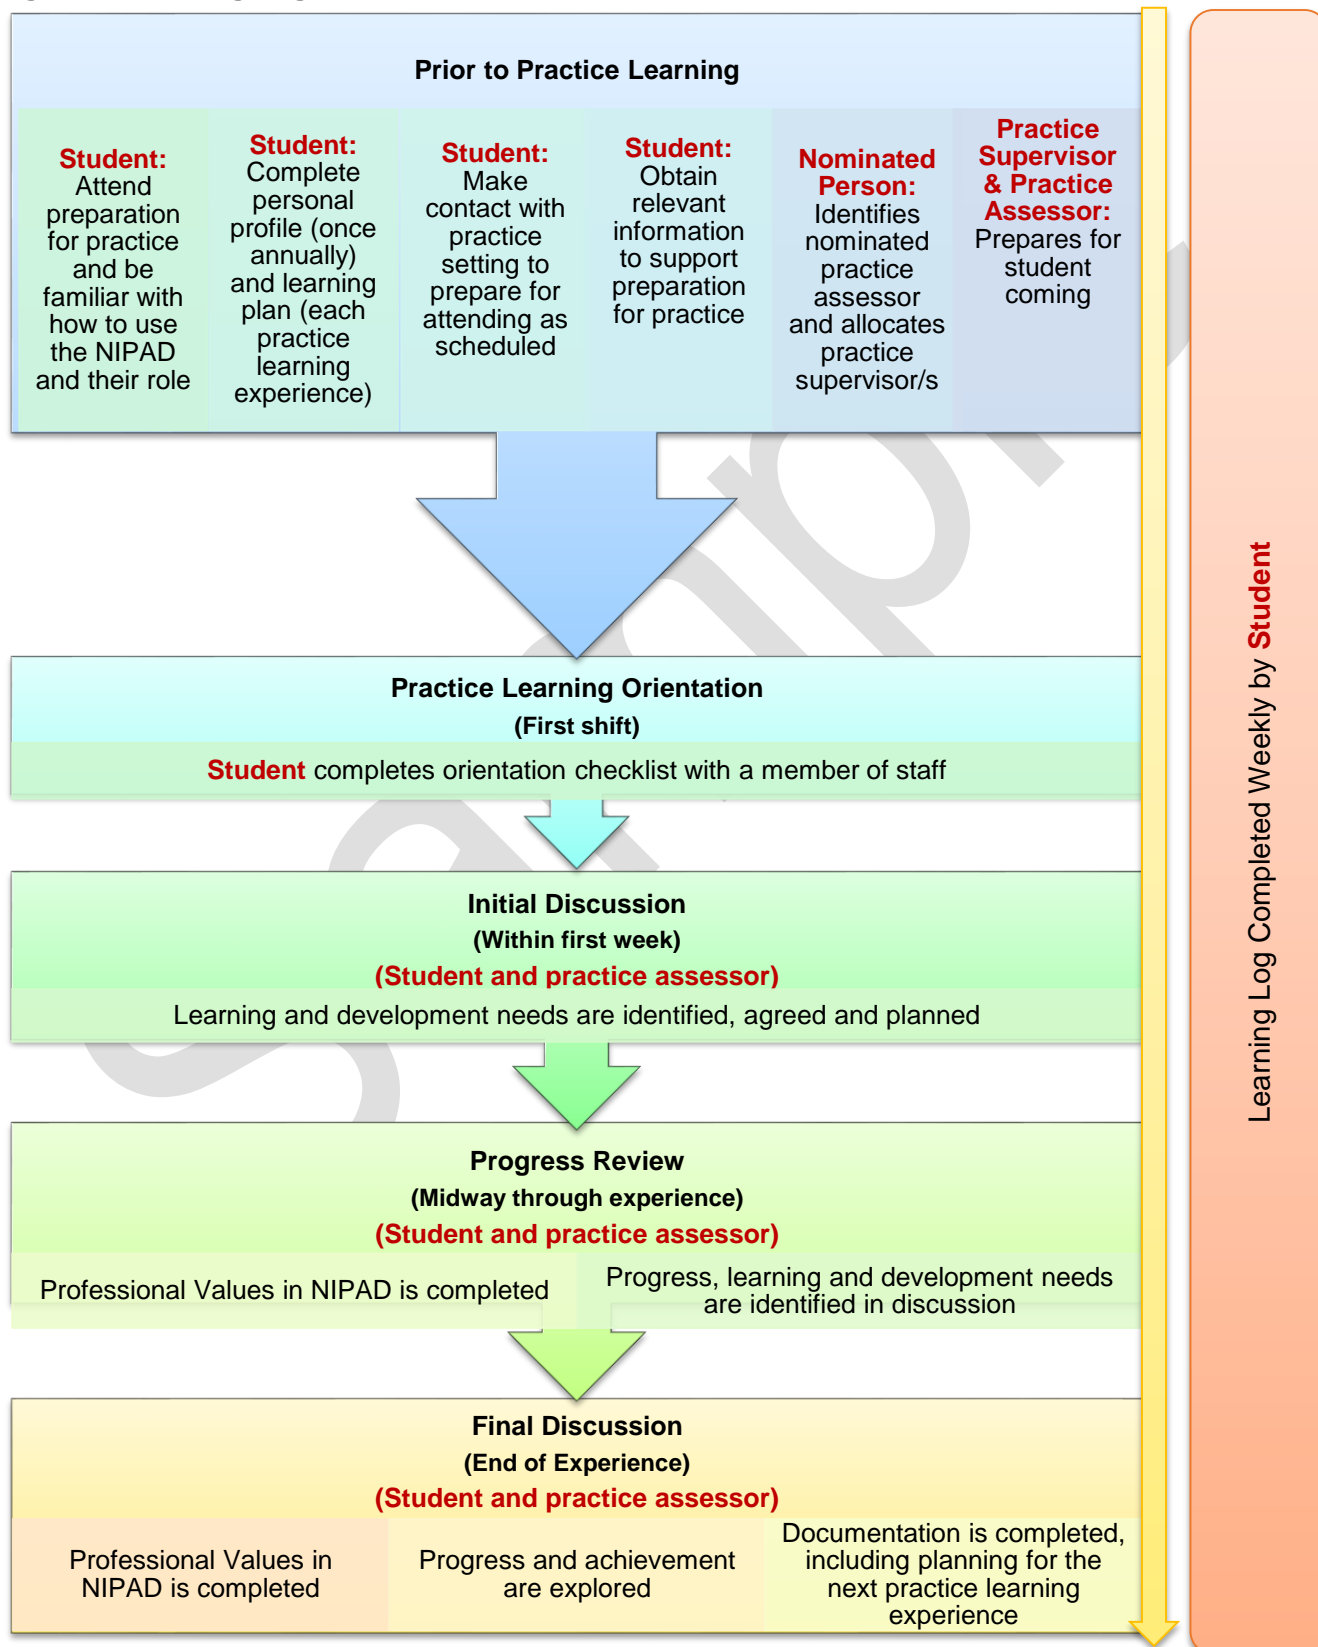 Prior to Practice Learning
Student:
Attend
preparation
for practice
and be
familiar with
how to use
the NIPAD
and their role
Student:
Complete
personal
profile (once
annually)
and learning
plan (each
practice
learning
experience)
Student:
Make
contact with
practice
setting to
prepare for
attending as
scheduled
Student:
Obtain
relevant
information
to support
preparation
for practice
Nominated
Person:
Identifies
nominated
practice
assessor
and allocates
practice
supervisor/s
Practice
Supervisor
& Practice
Assessor:
Prepares for
student
coming
Practice Learning Orientation
(First shift)
Student completes orientation checklist with a member of staff
Initial Discussion
(Within first week)
(Student and practice assessor)
Learning and development needs are identified, agreed and planned
Progress Review
(Midway through experience)
(Student and practice assessor)
Professional Values in NIPAD is completed
Progress, learning and development needs
are identified in discussion
Final Discussion
(End of Experience)
(Student and practice assessor)
Professional Values in
NIPAD is completed
Progress and achievement
are explored
Documentation is completed,
including planning for the
next practice learning
experience
Learning Log Completed Weekly by Student